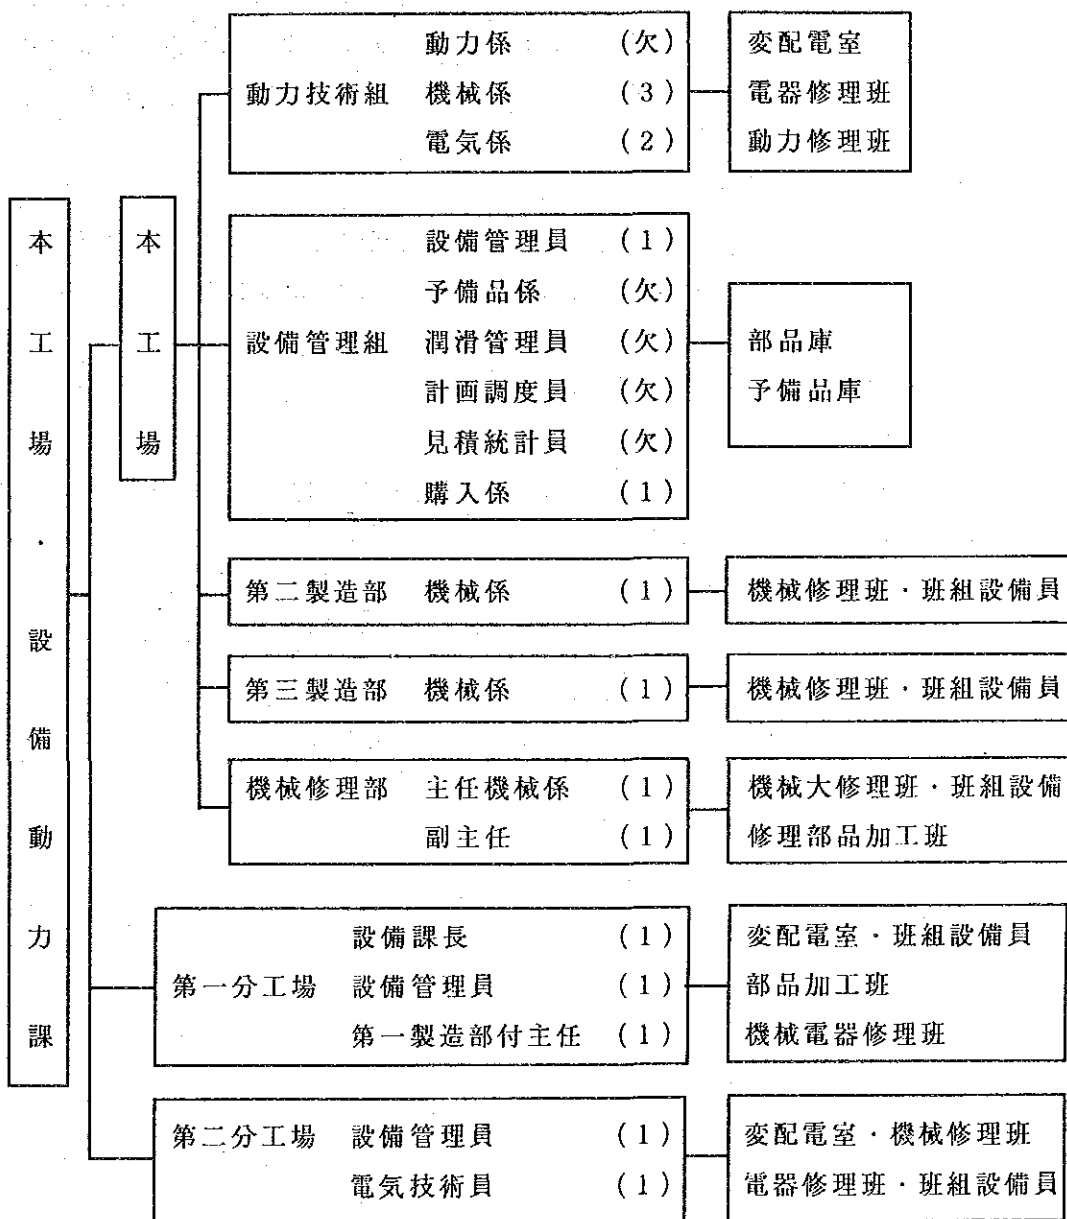 本工場・設備動力課
本工場
動力係 (欠)
動力技術組 機械係 (3)
電気係 (2)
変配電室
電器修理班
動力修理班
設備管理員 (1)
予備品係 (欠)
設備管理組 潤滑管理員 (欠)
計画調度員 (欠)
見積統計員 (欠)
購入係 (1)
部品庫
予備品庫
第二製造部 機械係 (1)
機械修理班・班組設備員
第三製造部 機械係 (1)
機械修理班・班組設備員
機械修理部 主任機械係 (1)
副主任 (1)
機械大修理班・班組設備
修理部品加工班
設備課長 (1)
第一分工場 設備管理員 (1)
第一製造部付主任 (1)
変配電室・班組設備員
部品加工班
機械電器修理班
第二分工場 設備管理員 (1)
電気技術員 (1)
変配電室・機械修理班
電器修理班・班組設備員